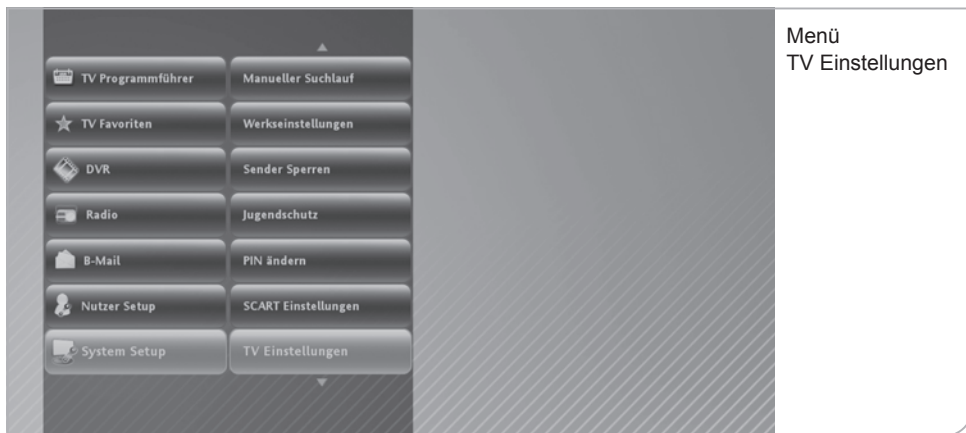 TV Programmführer
TV Favoriten
DVR
Radio
B-Mail
Nutzer Setup
System Setup
Manueller Suchlauf
Werkseinstellungen
Sender Sperren
Jugendschutz
PIN ändern
SCART Einstellungen
TV Einstellungen
Menü
TV Einstellungen